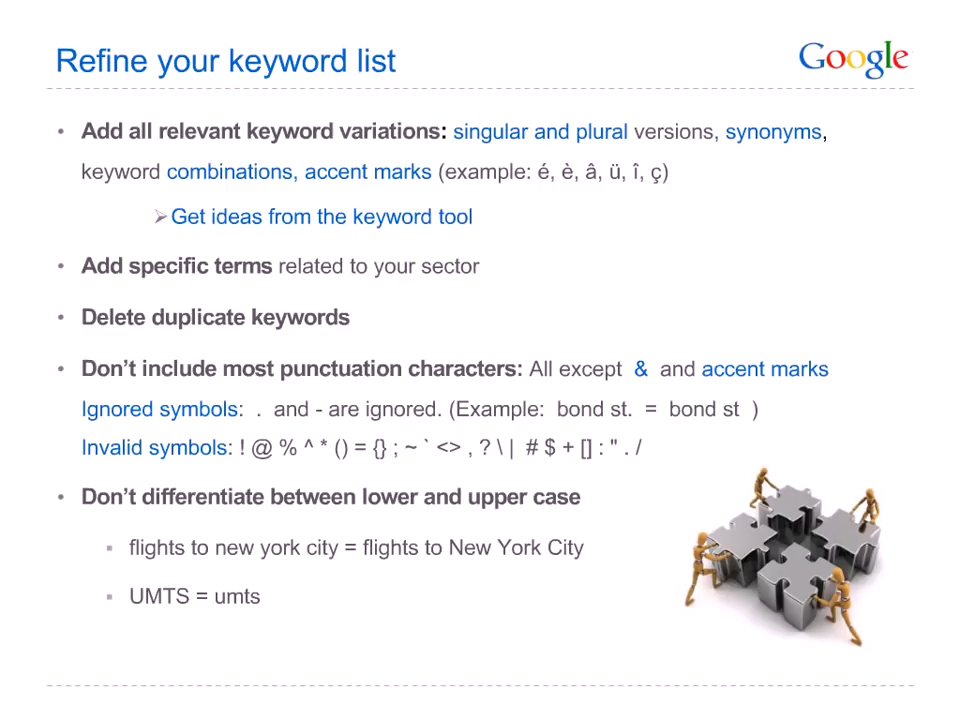 Refine your keyword list
Google
• Add all relevant keyword variations: singular and plural versions, synonyms,
keyword combinations, accent marks (example: é, è, â, ü, î, ç)
➢Get ideas from the keyword tool
• Add specific terms related to your sector
• Delete duplicate keywords
• Don’t include most punctuation characters: All except & and accent marks
Ignored symbols: . and - are ignored. (Example: bond st. = bond st )
Invalid symbols: ! @ % ^ * () = {} ; ~ ` <> , ? \ | # $ + [] : " . /
• Don’t differentiate between lower and upper case
▪ flights to new york city = flights to New York City
▪ UMTS = umts